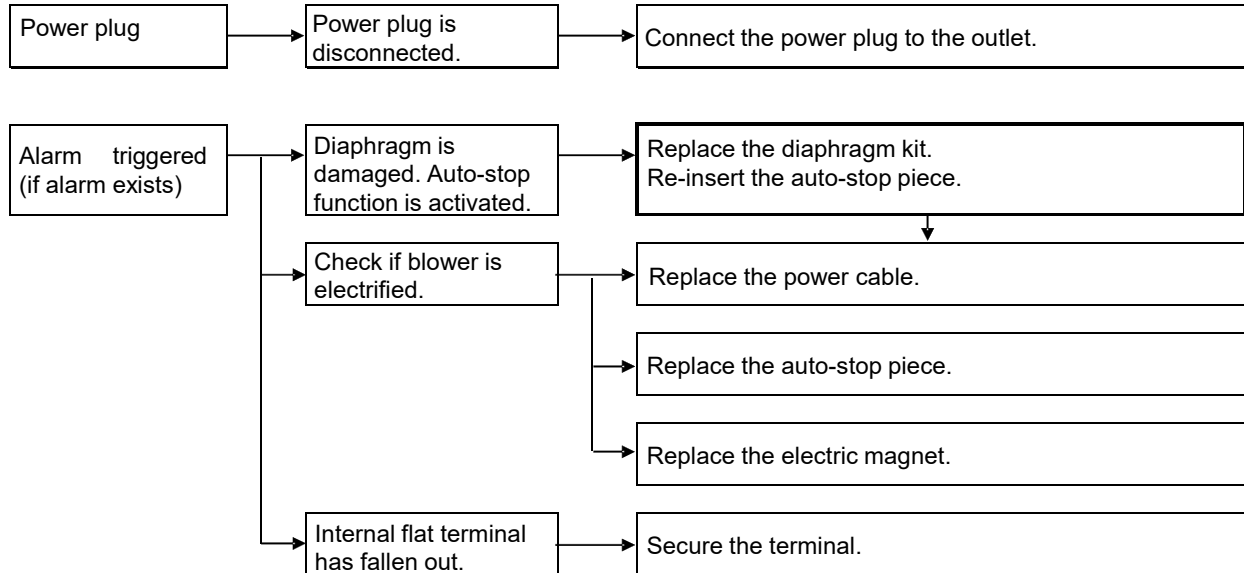 Power plug
Power plug is
disconnected.
Connect the power plug to the outlet.
Alarm triggered
(if alarm exists)
Diaphragm is
damaged. Auto-stop
function is activated.
Replace the diaphragm kit.
Re-insert the auto-stop piece.
Check if blower is
electrified.
Replace the power cable.
Replace the auto-stop piece.
Replace the electric magnet.
Internal flat terminal
has fallen out.
Secure the terminal.